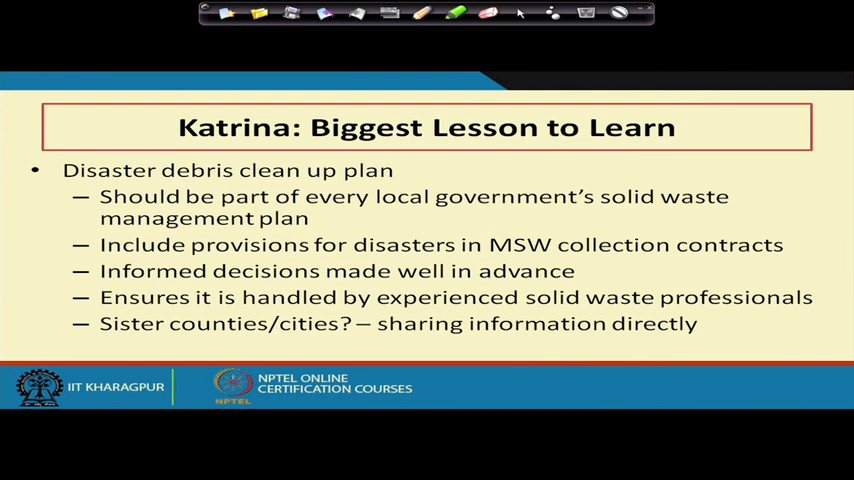 Katrina: Biggest Lesson to Learn
• Disaster debris clean up plan
– Should be part of every local government's solid waste
management plan
– Include provisions for disasters in MSW collection contracts
– Informed decisions made well in advance
– Ensures it is handled by experienced solid waste professionals
– Sister counties/cities? – sharing information directly
IIT KHARAGPUR
NPTEL ONLINE
CERTIFICATION COURSES
NPTEL